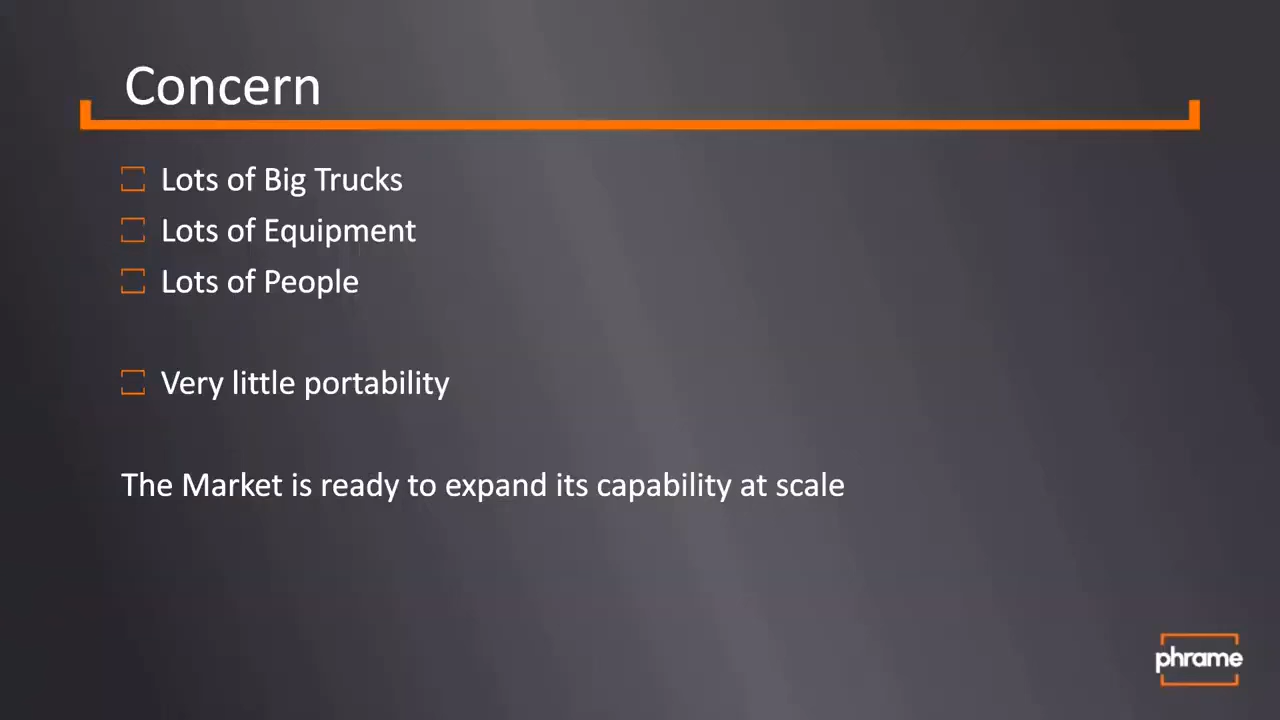 Concern
Lots of Big Trucks
Lots of Equipment
Lots of People
Very little portability
The Market is ready to expand its capability at scale
phrame